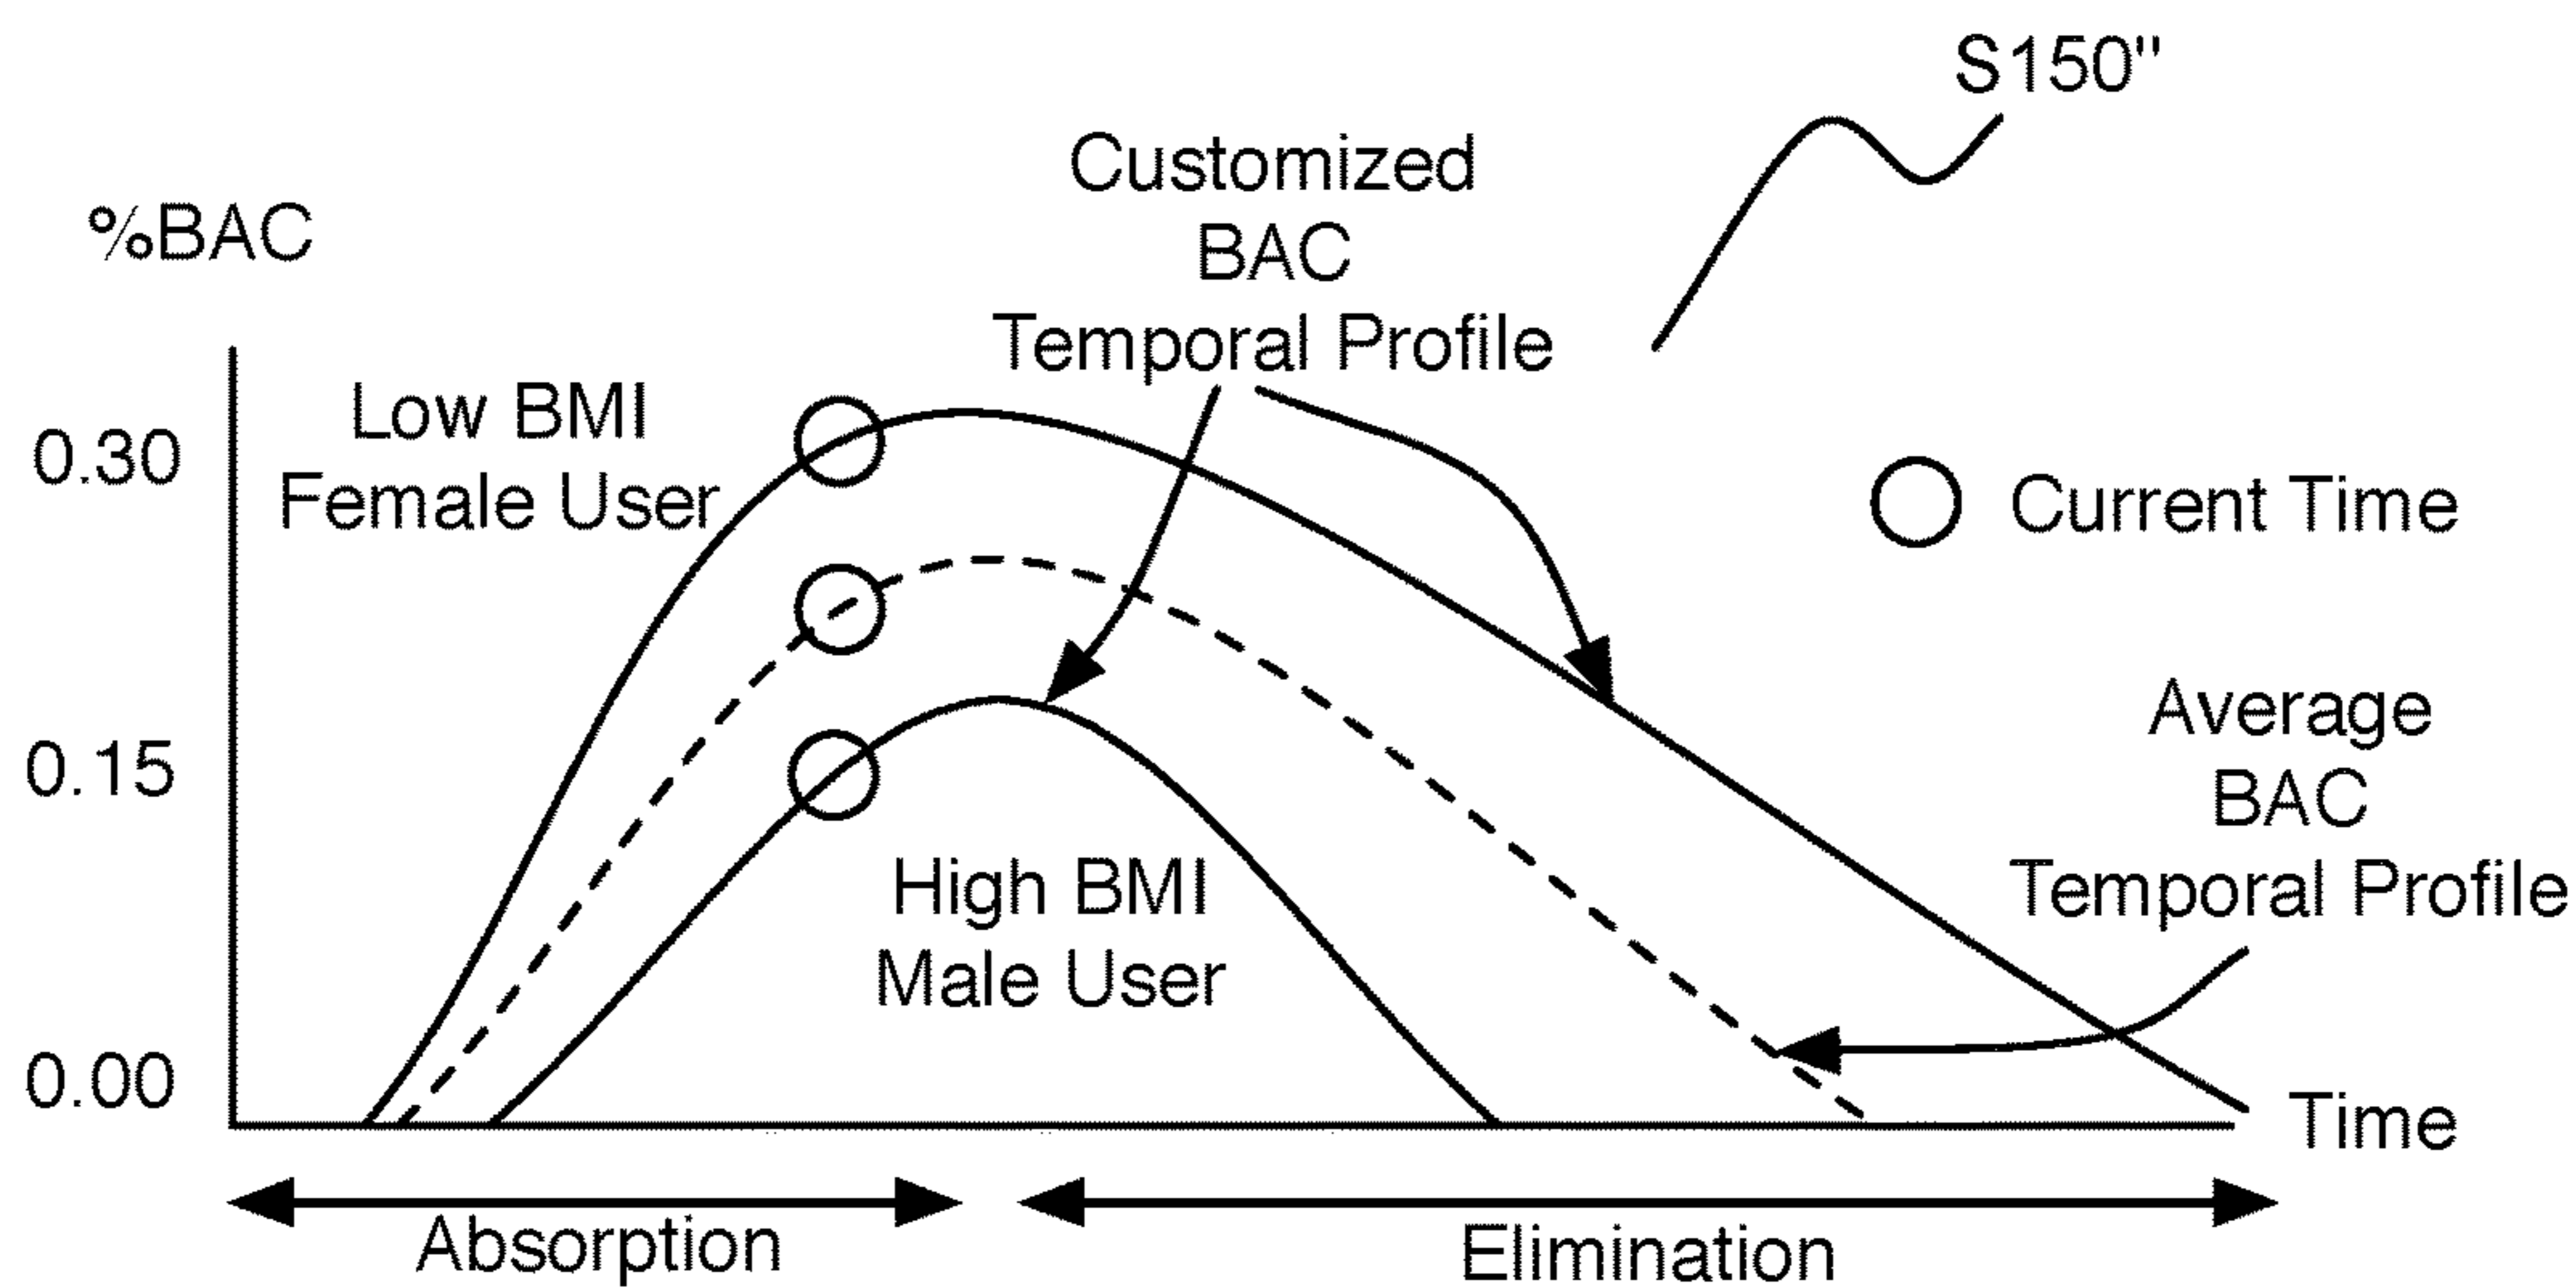 S150"
Customized
BAC
Temporal Profile
%BAC
Low BMI
Female User
0.30
Current Time
Average
BAC
Temporal Profile
0.15
High BMI
Male User
0.00
Time
Absorption
Elimination